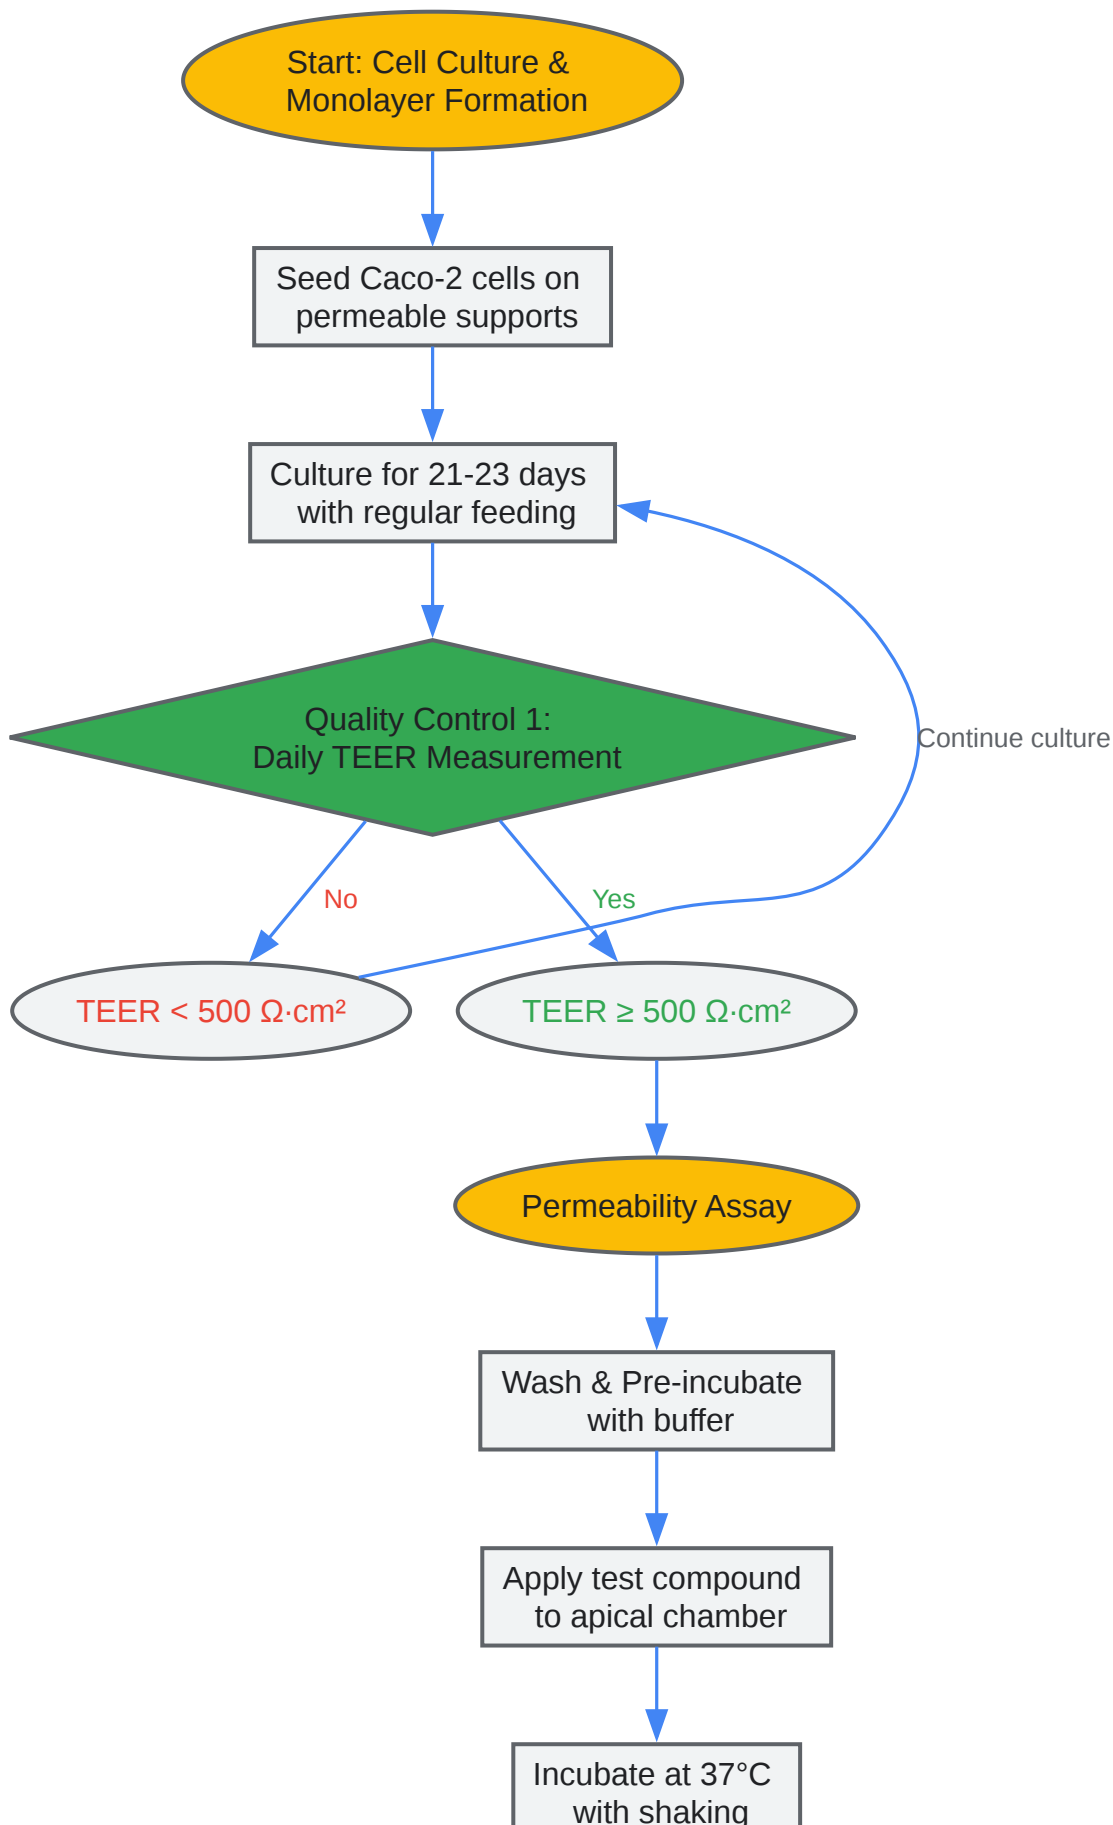 Start: Cell Culture &
Monolayer Formation
Seed Caco-2 cells on
permeable supports
Culture for 21-23 days
with regular feeding
Quality Control 1:
Daily TEER Measurement
Continue culture
No
Yes
TEER < 500 Ω·cm²
TEER ≥ 500 Ω·cm²
Permeability Assay
Wash & Pre-incubate
with buffer
Apply test compound
to apical chamber
Incubate at 37°C
with shaking